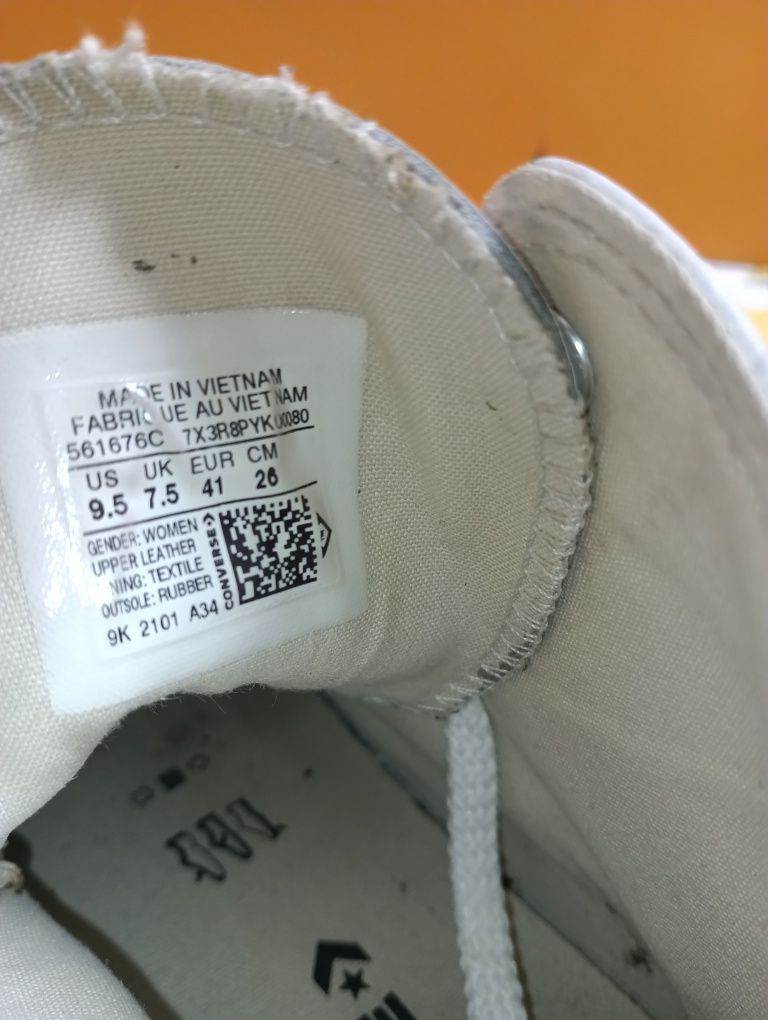 MADE IN VIETNAM
FABRIQUE AU VIETNAM
561676C 7X3R8PYK00080
US UK EUR CM
9.5 7.5 41 26
GENDER: WOMEN
UPPER LEATHER
NING: TEXTILE
OUTSOLE: RUBBER
CONVERSE
9K 2101 A34